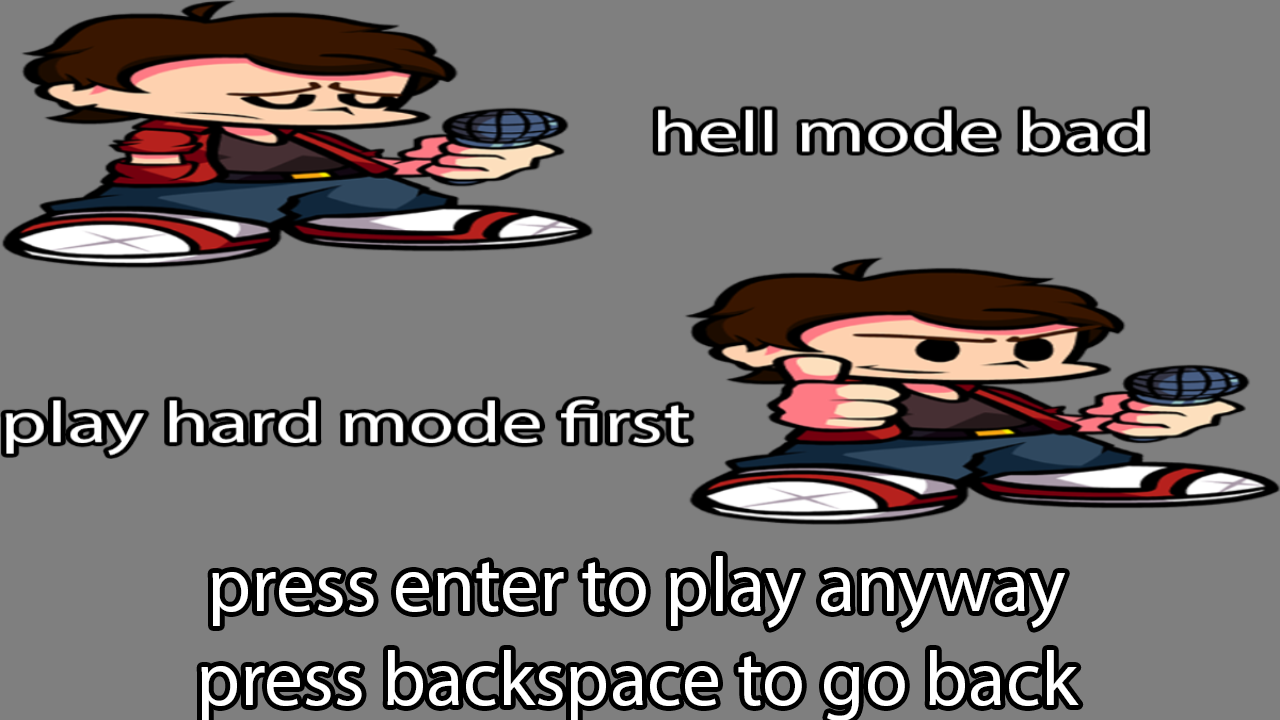 hell mode bad
play hard mode first
press enter to play anyway
press backspace to go back